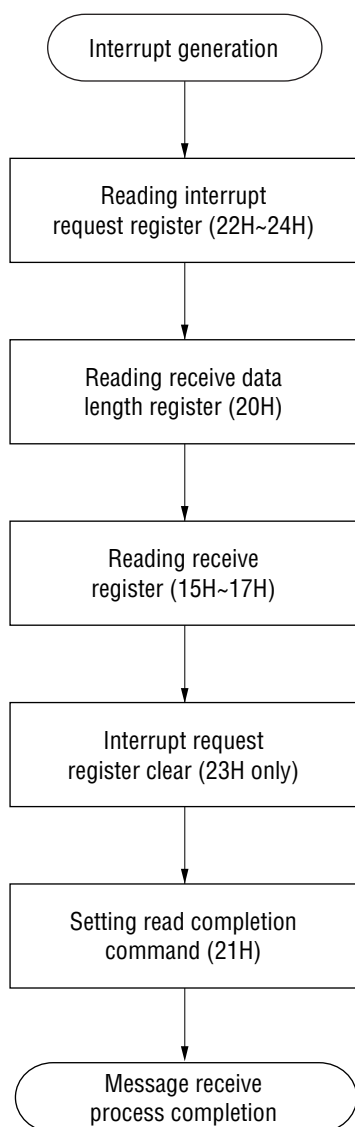 Interrupt generation
Reading interrupt
request register (22H~24H)
Reading receive data
length register (20H)
Reading receive
register (15H~17H)
Interrupt request
register clear (23H only)
Setting read completion
command (21H)
Message receive
process completion